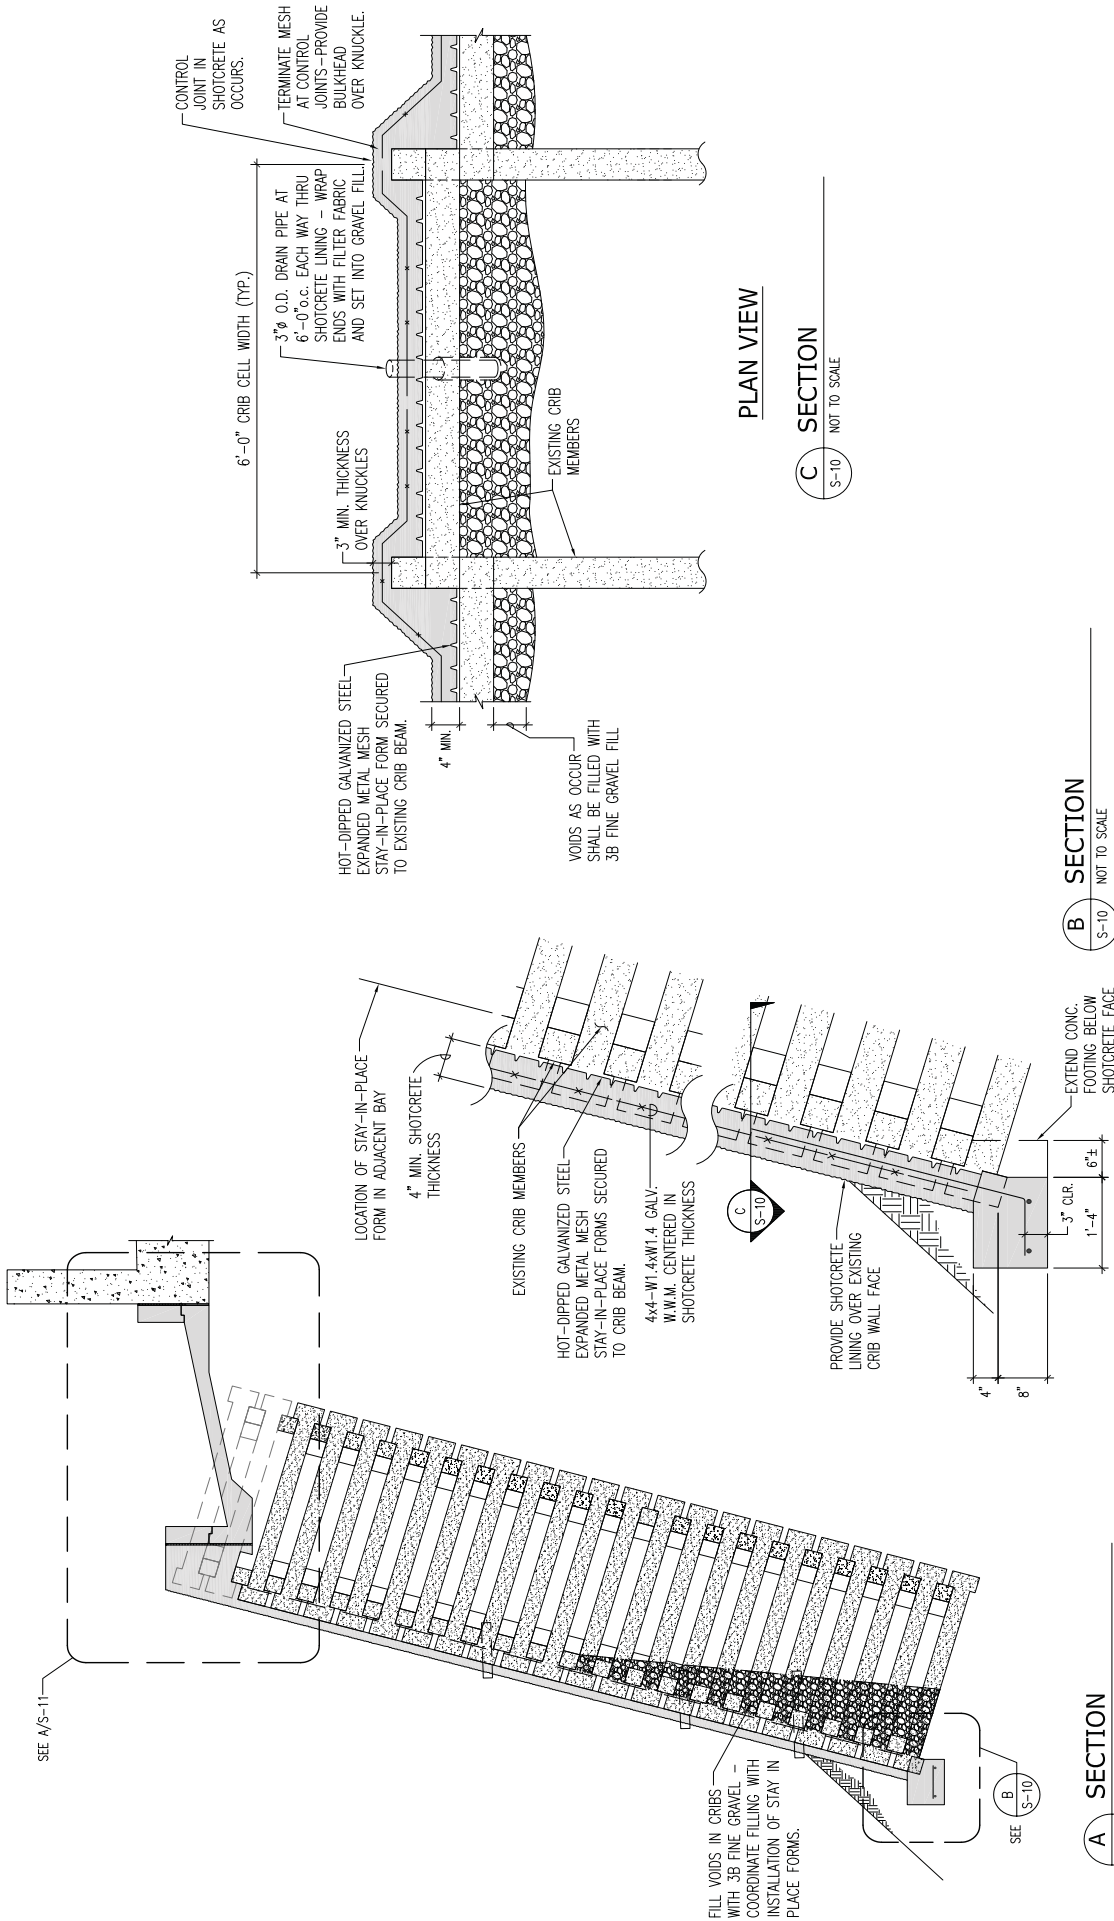 SEE A/S-11
FILL VOIDS IN CRIBS
WITH 3B FINE GRAVEL –
COORDINATE FILLING WITH
INSTALLATION OF STAY IN
PLACE FORMS.
SEE
B
S-10
A
SECTION
LOCATION OF STAY-IN-PLACE
FORM IN ADJACENT BAY
4" MIN. SHOTCRETE
THICKNESS
EXISTING CRIB MEMBERS
HOT-DIPPED GALVANIZED STEEL
EXPANDED METAL MESH
STAY-IN-PLACE FORMS SECURED
TO CRIB BEAM.
4x4-W1.4xW1.4 GALV.
W.W.M. CENTERED IN
SHOTCRETE THICKNESS
C
S-10
PROVIDE SHOTCRETE
LINING OVER EXISTING
CRIB WALL FACE
4"
8"
3" CLR.
1'-4"
6"±
EXTEND CONC.
FOOTING BELOW
SHOTCRETE FACE
B
S-10
SECTION
NOT TO SCALE
CONTROL
JOINT IN
SHOTCRETE AS
OCCURS.
TERMINATE MESH
AT CONTROL
JOINTS-PROVIDE
BULKHEAD
OVER KNUCKLE.
6'-0" CRIB CELL WIDTH (TYP.)
3"ø O.D. DRAIN PIPE AT
6'-0"o.c. EACH WAY THRU
SHOTCRETE LINING – WRAP
ENDS WITH FILTER FABRIC
AND SET INTO GRAVEL FILL.
3" MIN. THICKNESS
OVER KNUCKLES
HOT-DIPPED GALVANIZED STEEL
EXPANDED METAL MESH
STAY-IN-PLACE FORM SECURED
TO EXISTING CRIB BEAM.
4" MIN.
VOIDS AS OCCUR
SHALL BE FILLED WITH
3B FINE GRAVEL FILL
EXISTING CRIB
MEMBERS
PLAN VIEW
C
S-10
SECTION
NOT TO SCALE